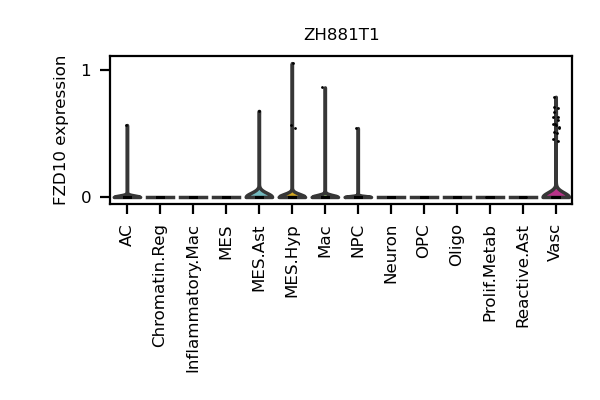 ZH881T1
FZD10 expression
1
0
AC
Chromatin.Reg
Inflammatory.Mac
MES
MES.Ast
MES.Hyp
Mac
NPC
Neuron
OPC
Oligo
Prolif.Metab
Reactive.Ast
Vasc